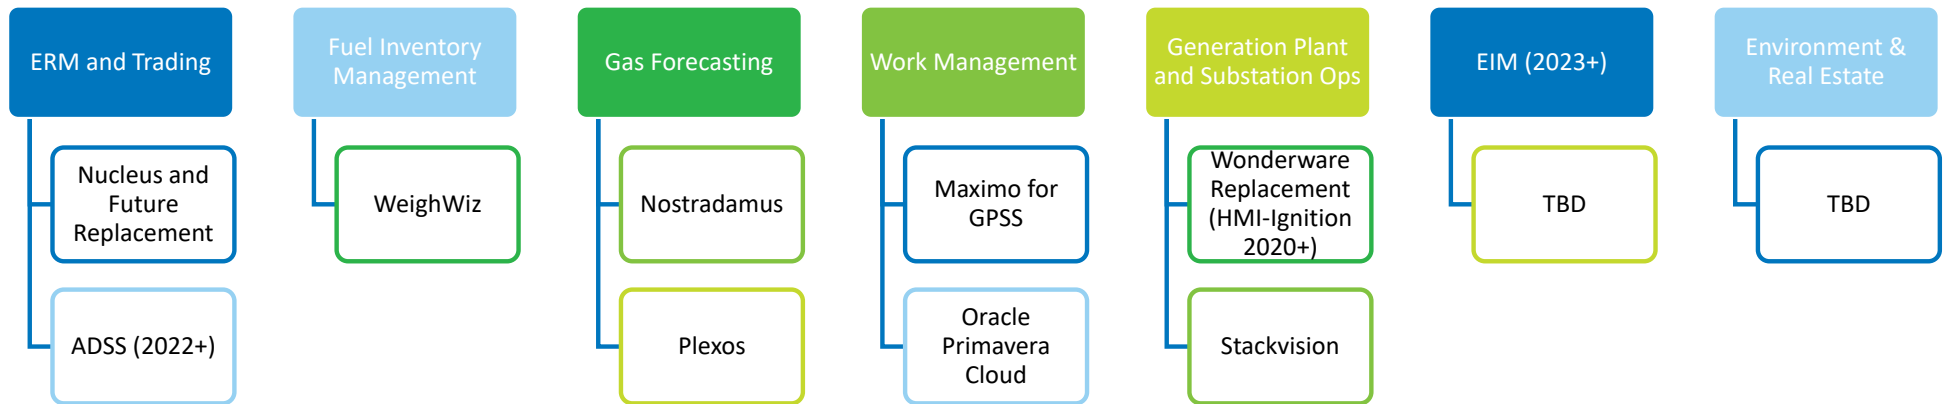 ERM and Trading
Nucleus and
Future
Replacement
ADSS (2022+)
Fuel Inventory
Management
WeighWiz
Gas Forecasting
Nostradamus
Plexos
Work Management
Maximo for
GPSS
Oracle
Primavera
Cloud
Generation Plant
and Substation Ops
Wonderware
Replacement
(HMI-Ignition
2020+)
Stackvision
EIM (2023+)
TBD
Environment &
Real Estate
TBD